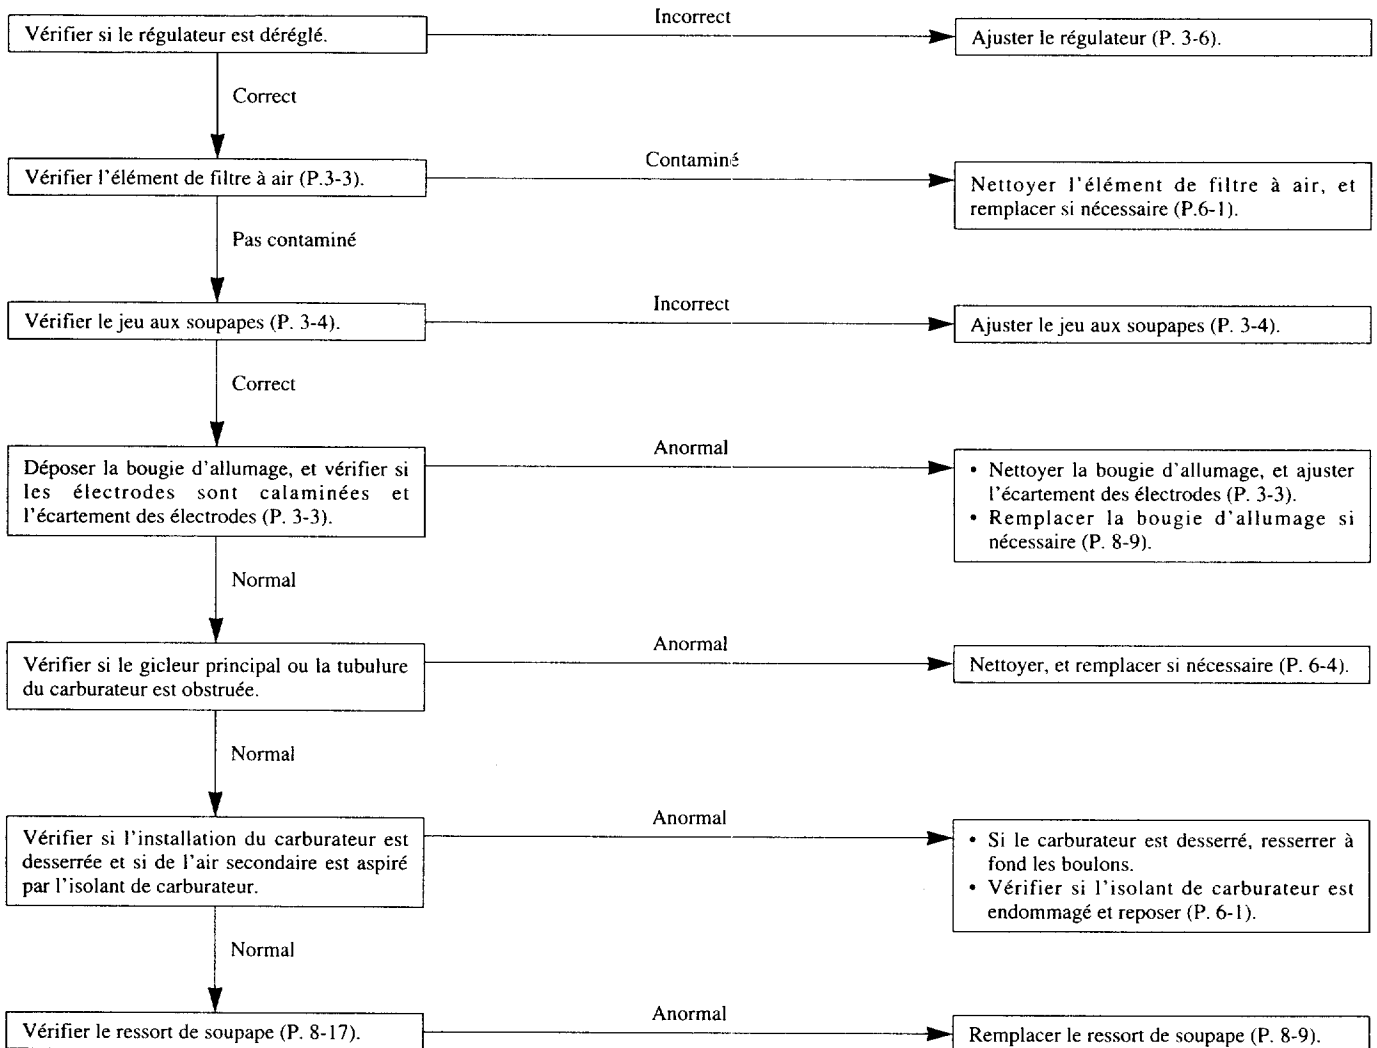 Vérifier si le régulateur est déréglé.
Incorrect
Ajuster le régulateur (P. 3-6).
Correct
Vérifier l'élément de filtre à air (P.3-3).
Contaminé
Nettoyer l'élément de filtre à air, et
remplacer si nécessaire (P.6-1).
Pas contaminé
Vérifier le jeu aux soupapes (P. 3-4).
Incorrect
Ajuster le jeu aux soupapes (P. 3-4).
Correct
Déposer la bougie d'allumage, et vérifier si
les électrodes sont calaminées et
l'écartement des électrodes (P. 3-3).
Anormal
• Nettoyer la bougie d'allumage, et ajuster
l'écartement des électrodes (P. 3-3).
• Remplacer la bougie d'allumage si
nécessaire (P. 8-9).
Normal
Vérifier si le gicleur principal ou la tubulure
du carburateur est obstruée.
Anormal
Nettoyer, et remplacer si nécessaire (P. 6-4).
Normal
Vérifier si l'installation du carburateur est
desserrée et si de l'air secondaire est aspiré
par l'isolant de carburateur.
Anormal
• Si le carburateur est desserré, resserrer à
fond les boulons.
• Vérifier si l'isolant de carburateur est
endommagé et reposer (P. 6-1).
Normal
Vérifier le ressort de soupape (P. 8-17).
Anormal
Remplacer le ressort de soupape (P. 8-9).